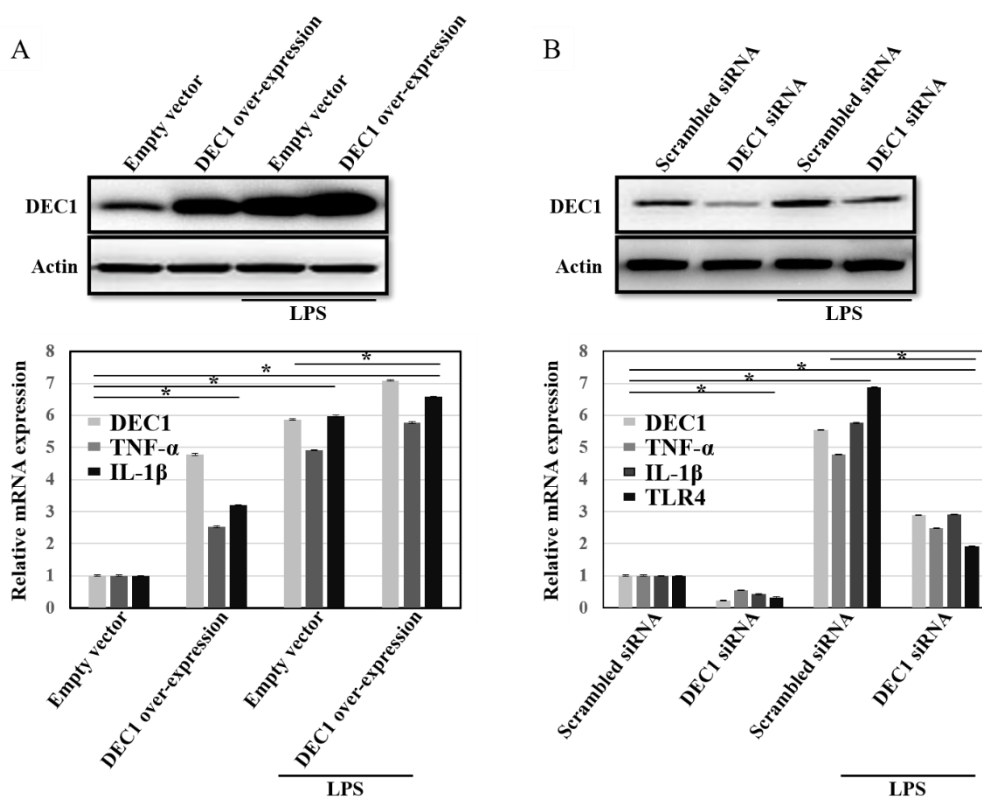 A
Empty vector
DEC1 over-expression
Empty vector
DEC1 over-expression
DEC1
Actin
LPS
Relative mRNA expression
8
7
6
5
4
3
2
1
0
*
*
*
*
DEC1
TNF-α
IL-1β
Empty vector
DEC1 over-expression
Empty vector
DEC1 over-expression
LPS
B
Scrambled siRNA
DEC1 siRNA
Scrambled siRNA
DEC1 siRNA
DEC1
Actin
LPS
Relative mRNA expression
8
7
6
5
4
3
2
1
0
*
*
*
*
DEC1
TNF-α
IL-1β
TLR4
Scrambled siRNA
DEC1 siRNA
Scrambled siRNA
DEC1 siRNA
LPS